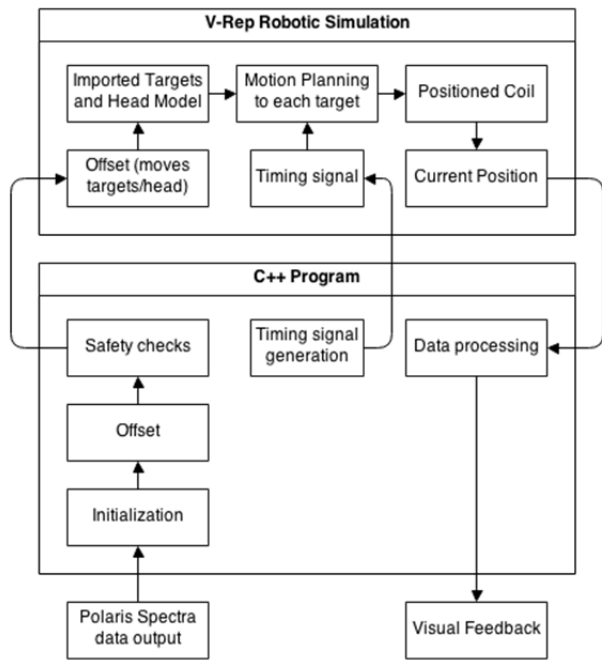 V-Rep Robotic Simulation
Imported Targets
and Head Model
Motion Planning
to each target
Positioned Coil
Offset (moves
targets/head)
Timing signal
Current Position
C++ Program
Safety checks
Timing signal
generation
Data processing
Offset
Initialization
Polaris Spectra
data output
Visual Feedback